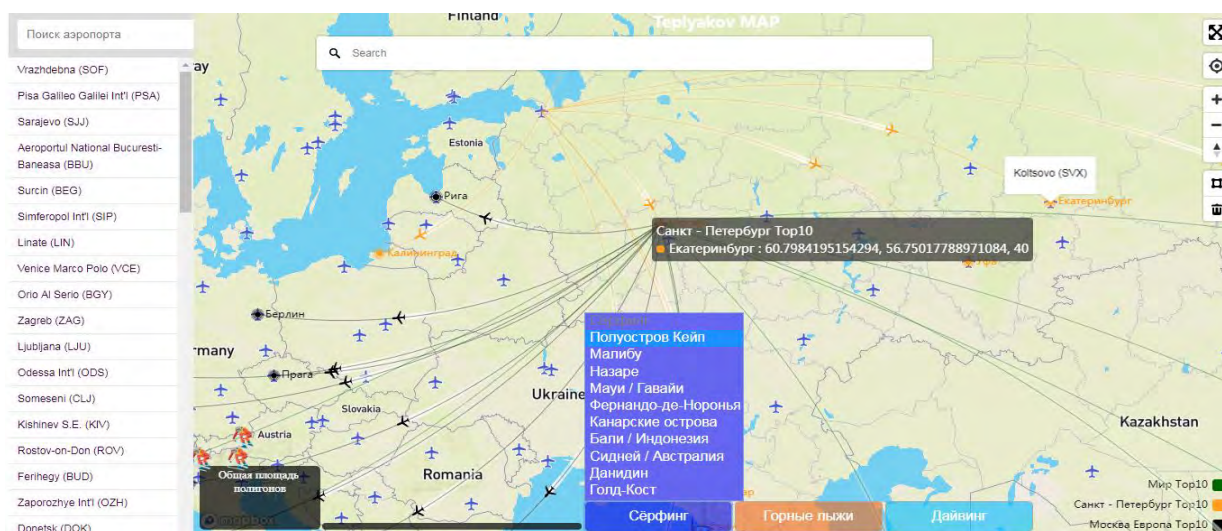 Поиск аэропорта
Vrazhdebna (SOF)
Pisa Galileo Galilei Int'l (PSA)
Sarajevo (SJJ)
Aeroportul National Bucuresti-
Baneasa (BBU)
Surcin (BEG)
Simferopol Int'l (SIP)
Linate (LIN)
Venice Marco Polo (VCE)
Orio Al Serio (BGY)
Zagreb (ZAG)
Ljubljana (LJU)
Odessa Int'l (ODS)
Someseni (CLJ)
Kishinev S.E. (KIV)
Rostov-on-Don (ROV)
Ferihegy (BUD)
Zaporozhye Int'l (OZH)
Donetsk (DOK)
Finland
Teplyakov MAP
Search
ay
Estonia
Рига
Koltsovo (SVX)
Екатеринбург
Санкт - Петербург Top10
Екатеринбург : 60.7984195154294, 56.75017788971084, 40
Калининград
Уфа
Берлин
rmany
Прага
Slovakia
Austria
Ukraine
Romania
Kazakhstan
Сёрфинг
Полуостров Кейп
Малибу
Назаре
Мауи / Гавайи
Фернандо-де-Норонья
Канарские острова
Бали / Индонезия
Сидней / Австралия
Данидин
Голд-Кост
Общая площадь
полигонов
mapbox
Сёрфинг
Горные лыжи
Дайвинг
Мир Top10
Санкт - Петербург Top10
Москва Европа Top10